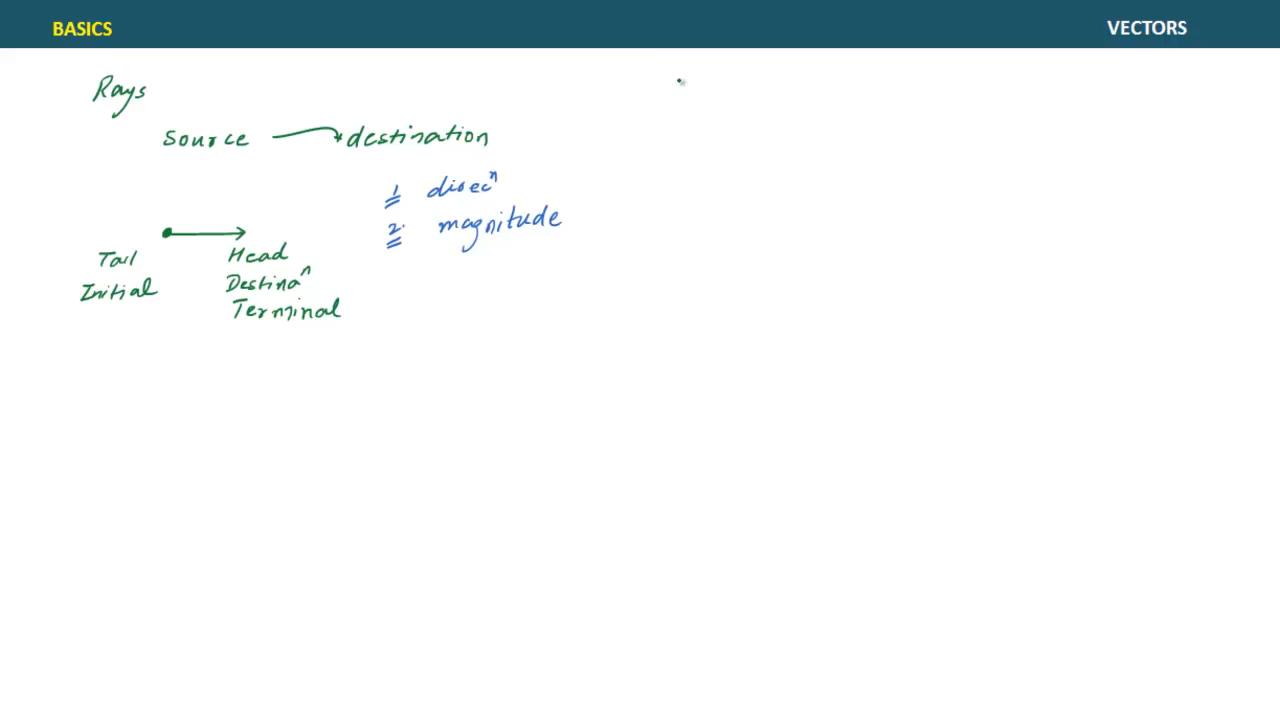 BASICS
VECTORS
Rays
Source → destination
1 direcⁿ
2. magnitude
Tail
Head
Initial
Destinaⁿ
Terminal